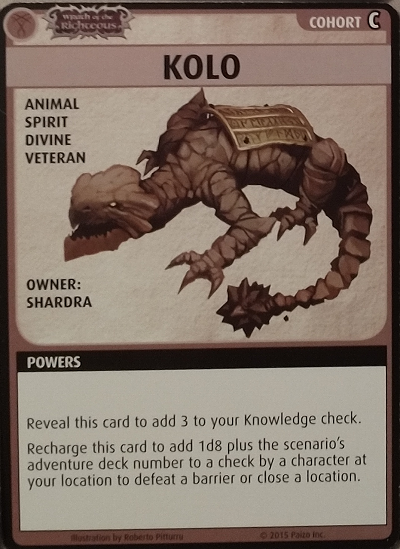 Wrath of the
Righteous
COHORT C
KOLO
ANIMAL
SPIRIT
DIVINE
VETERAN
OWNER:
SHARDRA
POWERS
Reveal this card to add 3 to your Knowledge check.
Recharge this card to add 1d8 plus the scenario's
adventure deck number to a check by a character at
your location to defeat a barrier or close a location.
Illustration by Roberto Pitturru
© 2015 Paizo Inc.